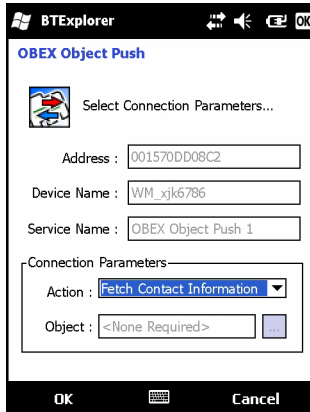 BTExplorer
OK
OBEX Object Push
Select Connection Parameters...
Address : 001570DD08C2
Device Name : WM_xjk6786
Service Name : OBEX Object Push 1
Connection Parameters
Action : Fetch Contact Information
Object : <None Required> ...
OK Cancel